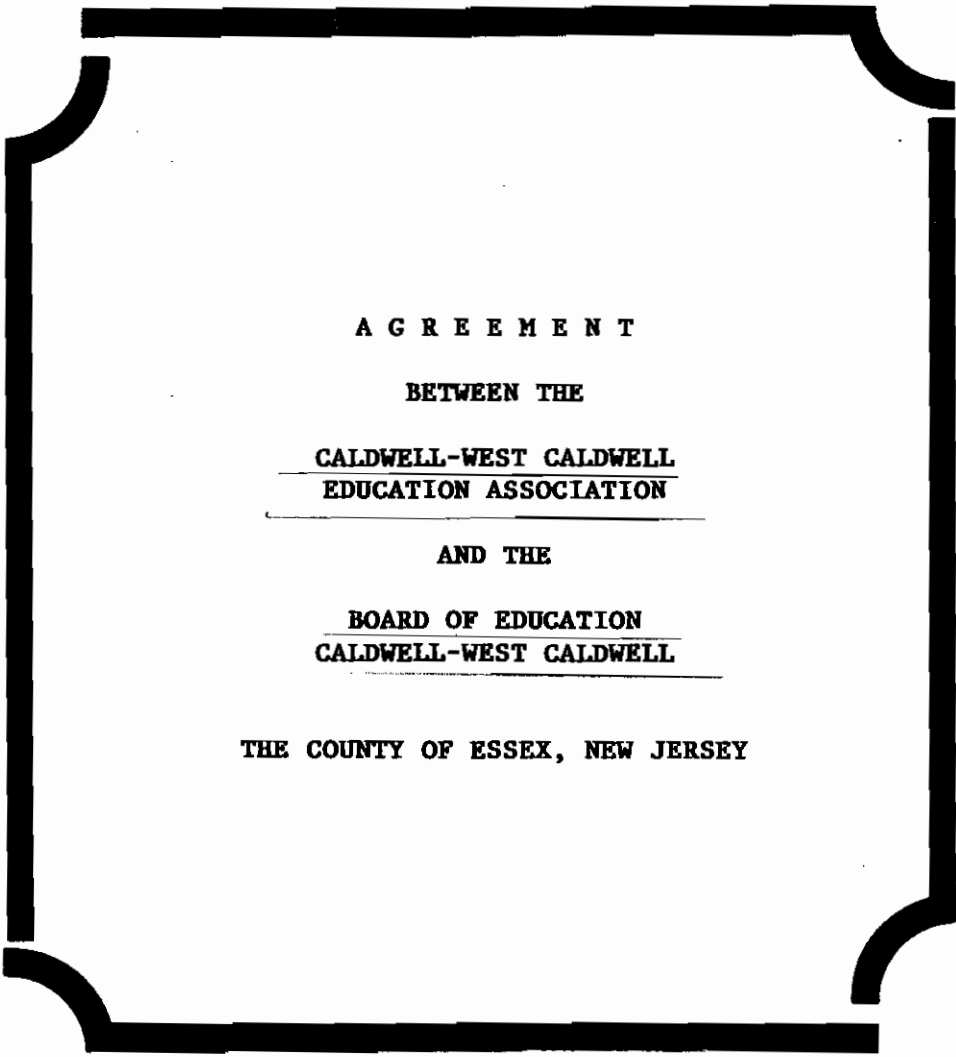 A G R E E M E N T
BETWEEN THE
CALDWELL-WEST CALDWELL
EDUCATION ASSOCIATION
AND THE
BOARD OF EDUCATION
CALDWELL-WEST CALDWELL
THE COUNTY OF ESSEX, NEW JERSEY